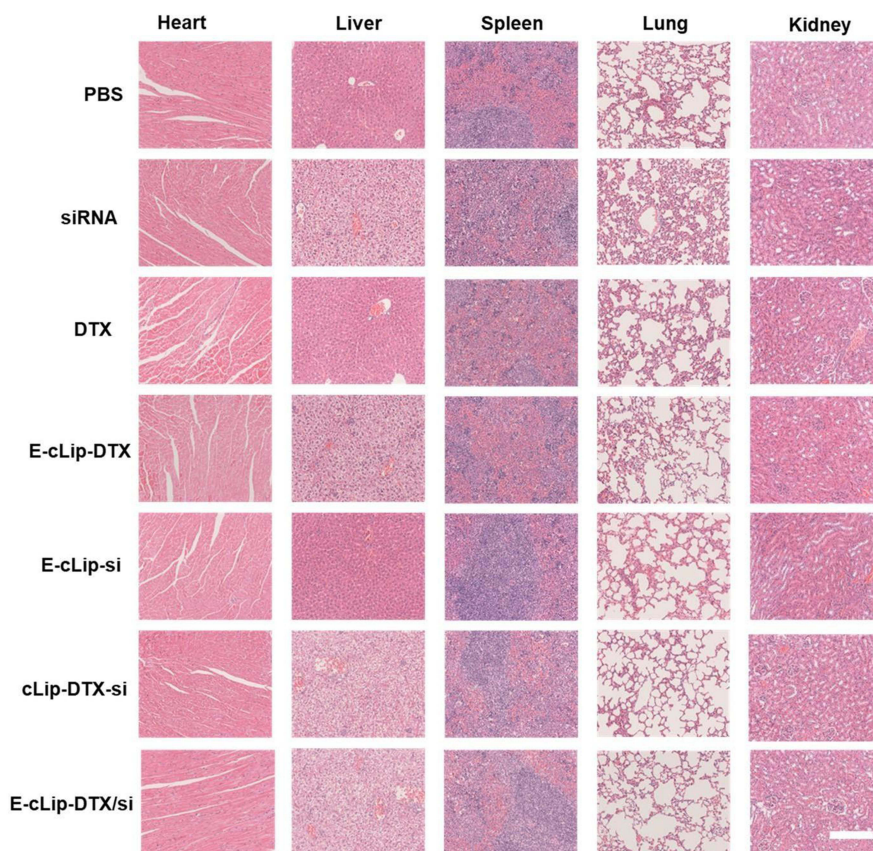 Heart Liver Spleen Lung Kidney
PBS
siRNA
DTX
E-cLip-DTX
E-cLip-si
cLip-DTX-si
E-cLip-DTX/si